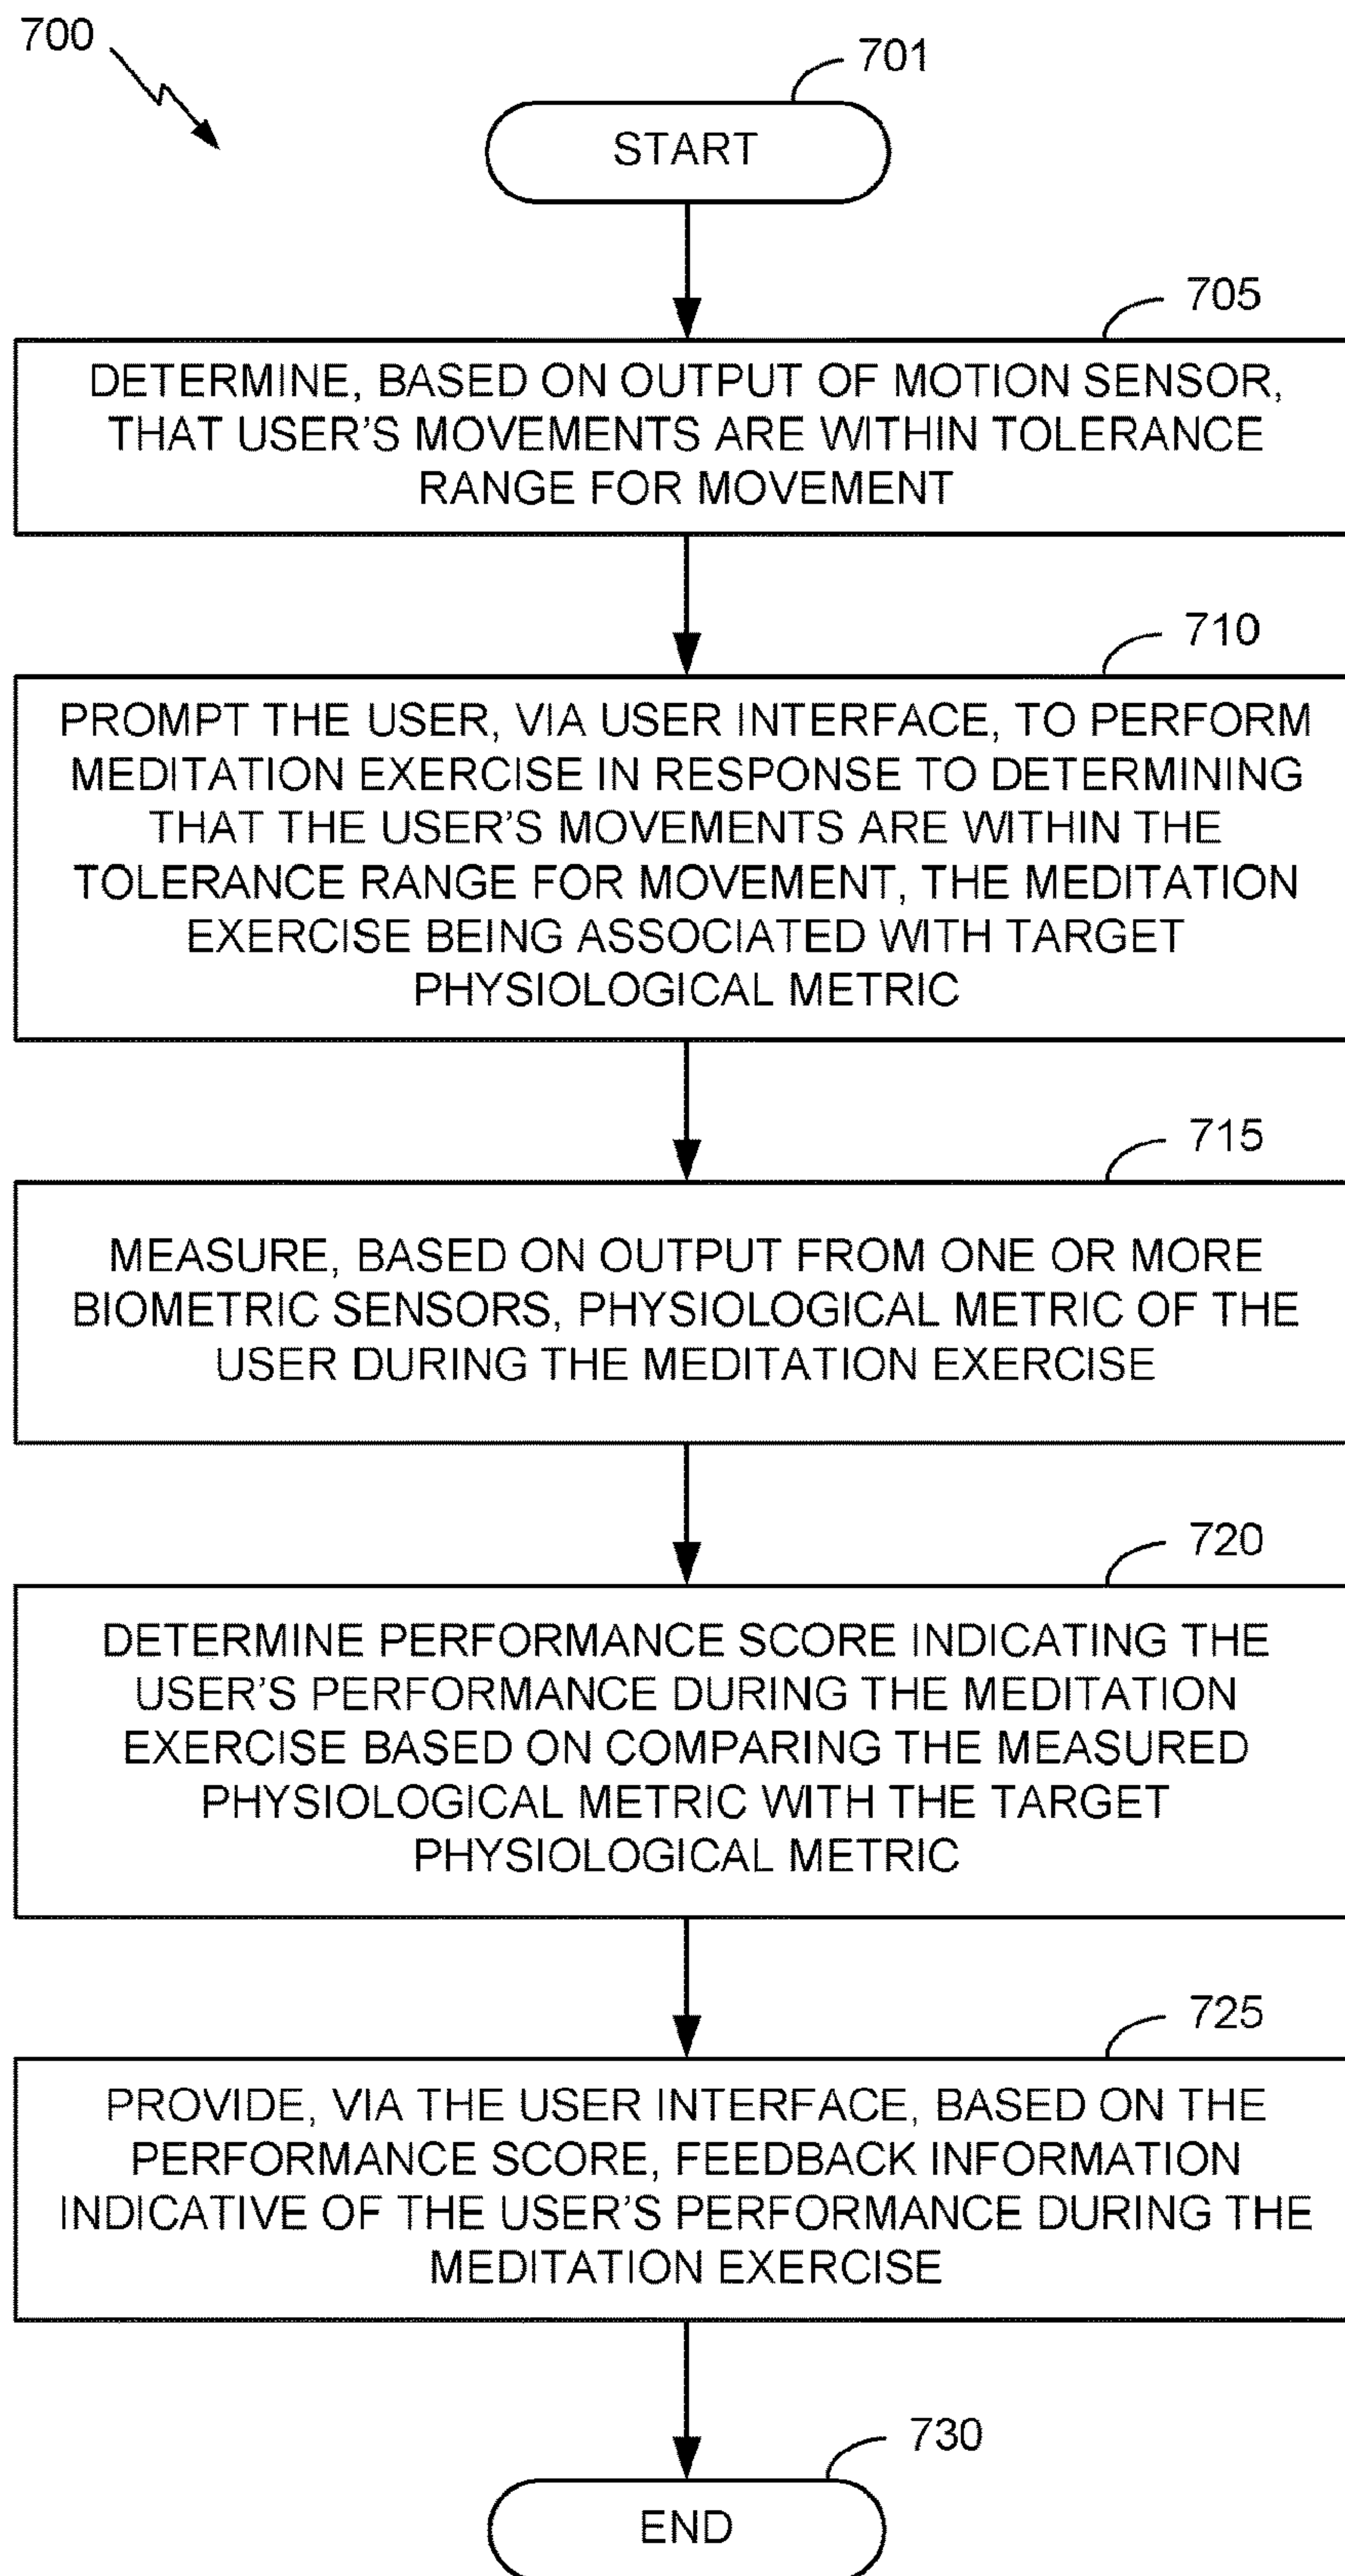 700
701
START
705
DETERMINE, BASED ON OUTPUT OF MOTION SENSOR,
THAT USER'S MOVEMENTS ARE WITHIN TOLERANCE
RANGE FOR MOVEMENT
710
PROMPT THE USER, VIA USER INTERFACE, TO PERFORM
MEDITATION EXERCISE IN RESPONSE TO DETERMINING
THAT THE USER'S MOVEMENTS ARE WITHIN THE
TOLERANCE RANGE FOR MOVEMENT, THE MEDITATION
EXERCISE BEING ASSOCIATED WITH TARGET
PHYSIOLOGICAL METRIC
715
MEASURE, BASED ON OUTPUT FROM ONE OR MORE
BIOMETRIC SENSORS, PHYSIOLOGICAL METRIC OF THE
USER DURING THE MEDITATION EXERCISE
720
DETERMINE PERFORMANCE SCORE INDICATING THE
USER'S PERFORMANCE DURING THE MEDITATION
EXERCISE BASED ON COMPARING THE MEASURED
PHYSIOLOGICAL METRIC WITH THE TARGET
PHYSIOLOGICAL METRIC
725
PROVIDE, VIA THE USER INTERFACE, BASED ON THE
PERFORMANCE SCORE, FEEDBACK INFORMATION
INDICATIVE OF THE USER'S PERFORMANCE DURING THE
MEDITATION EXERCISE
730
END